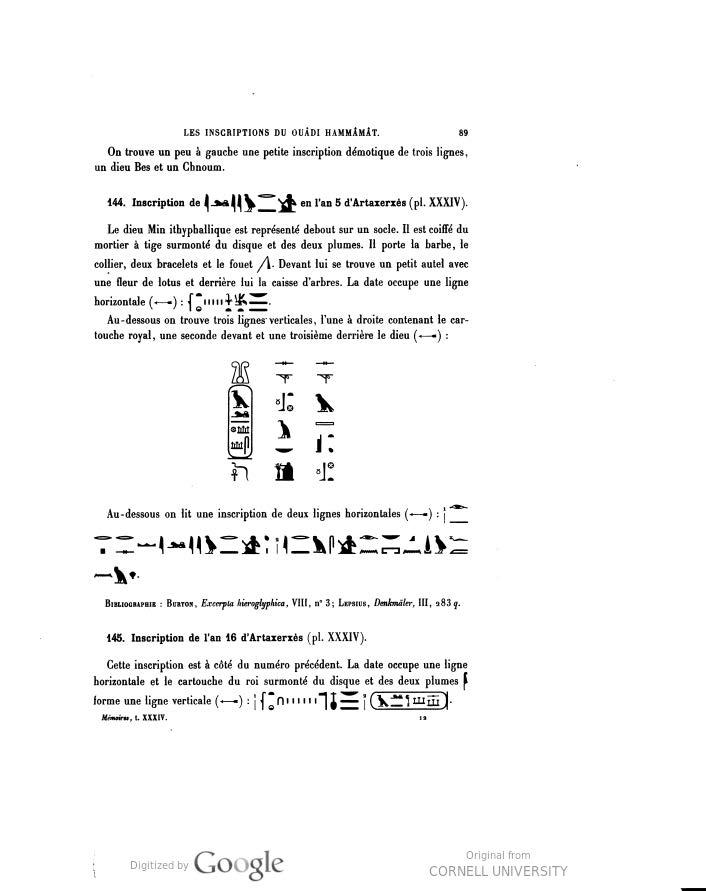 LES INSCRIPTIONS DU OUÂDI HAMMÂMÂT. 89
On trouve un peu à gauche une petite inscription démotique de trois lignes,
un dieu Bes et un Chnoum.
144. Inscription de en l'an 5 d'Artaxerxès (pl. XXXIV).
Le dieu Min ithyphallique est représenté debout sur un socle. Il est coiffé du
mortier à tige surmonté du disque et des deux plumes. Il porte la barbe, le
collier, deux bracelets et le fouet . Devant lui se trouve un petit autel avec
une fleur de lotus et derrière lui la caisse d'arbres. La date occupe une ligne
horizontale (←) :
Au-dessous on trouve trois lignes verticales, l'une à droite contenant le car-
touche royal, une seconde devant et une troisième derrière le dieu (←) :
Au-dessous on lit une inscription de deux lignes horizontales (←) :
BIBLIOGRAPHIE : BURTON, Excerpta hieroglyphica, VIII, n° 3; LEPSIUS, Denkmäler, III, 283 q.
145. Inscription de l'an 16 d'Artaxerxès (pl. XXXIV).
Cette inscription est à côté du numéro précédent. La date occupe une ligne
horizontale et le cartouche du roi surmonté du disque et des deux plumes
forme une ligne verticale (←) :
Mémoires, t. XXXIV. 12
Digitized by Google
Original from
CORNELL UNIVERSITY